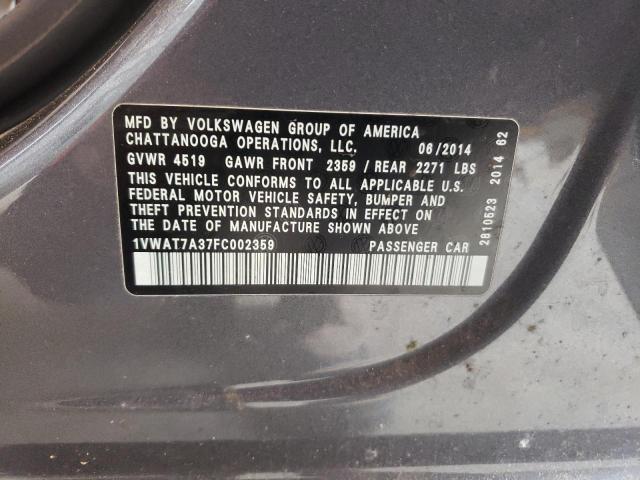 MFD BY VOLKSWAGEN GROUP OF AMERICA
CHATTANOOGA OPERATIONS, LLC. 06/2014
GVWR 4519 GAWR FRONT 2359 / REAR 2271 LBS
THIS VEHICLE CONFORMS TO ALL APPLICABLE U.S.
FEDERAL MOTOR VEHICLE SAFETY, BUMPER AND
THEFT PREVENTION STANDARDS IN EFFECT ON
THE DATE OF MANUFACTURE SHOWN ABOVE
1VWAT7A37FC002359 PASSENGER CAR
2810523 2014 62